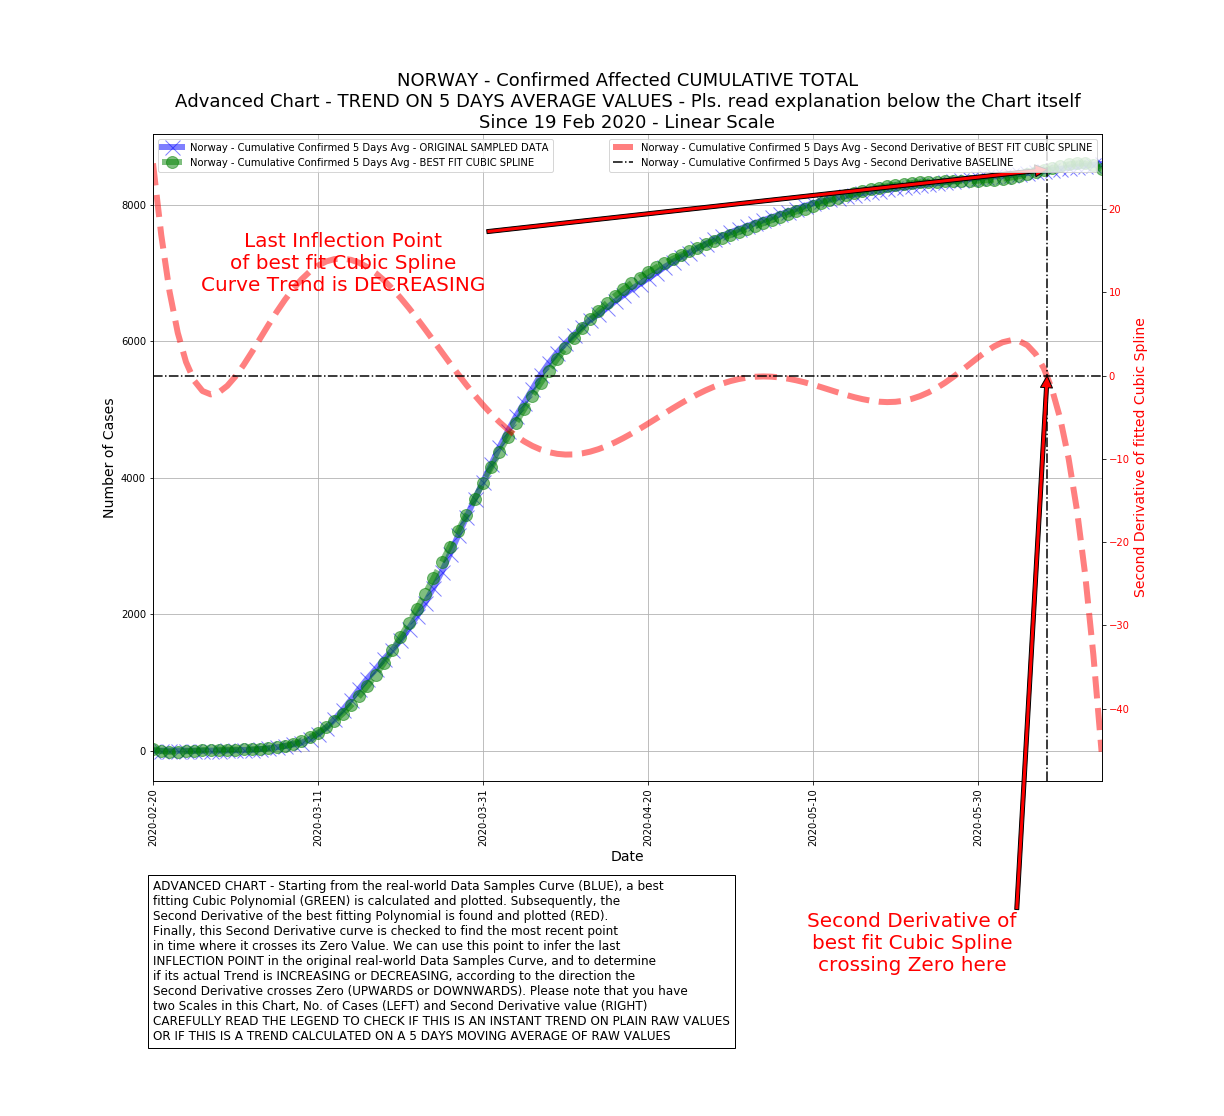 NORWAY - Confirmed Affected CUMULATIVE TOTAL
Advanced Chart - TREND ON 5 DAYS AVERAGE VALUES - Pls. read explanation below the Chart itself
Since 19 Feb 2020 - Linear Scale
Norway - Cumulative Confirmed 5 Days Avg - ORIGINAL SAMPLED DATA
Norway - Cumulative Confirmed 5 Days Avg - BEST FIT CUBIC SPLINE
Norway - Cumulative Confirmed 5 Days Avg - Second Derivative of BEST FIT CUBIC SPLINE
Norway - Cumulative Confirmed 5 Days Avg - Second Derivative BASELINE
Last Inflection Point
of best fit Cubic Spline
Curve Trend is DECREASING
Number of Cases
8000
6000
4000
2000
0
20
10
0
−10
−20
−30
−40
Second Derivative of fitted Cubic Spline
2020-02-20
2020-03-11
2020-03-31
2020-04-20
2020-05-10
2020-05-30
Date
ADVANCED CHART - Starting from the real-world Data Samples Curve (BLUE), a best
fitting Cubic Polynomial (GREEN) is calculated and plotted. Subsequently, the
Second Derivative of the best fitting Polynomial is found and plotted (RED).
Finally, this Second Derivative curve is checked to find the most recent point
in time where it crosses its Zero Value. We can use this point to infer the last
INFLECTION POINT in the original real-world Data Samples Curve, and to determine
if its actual Trend is INCREASING or DECREASING, according to the direction the
Second Derivative crosses Zero (UPWARDS or DOWNWARDS). Please note that you have
two Scales in this Chart, No. of Cases (LEFT) and Second Derivative value (RIGHT)
CAREFULLY READ THE LEGEND TO CHECK IF THIS IS AN INSTANT TREND ON PLAIN RAW VALUES
OR IF THIS IS A TREND CALCULATED ON A 5 DAYS MOVING AVERAGE OF RAW VALUES
Second Derivative of
best fit Cubic Spline
crossing Zero here